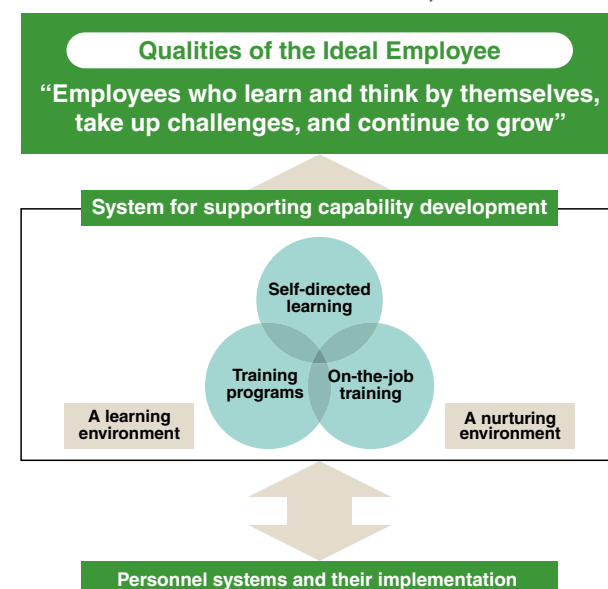 Qualities of the Ideal Employee
“Employees who learn and think by themselves,
take up challenges, and continue to grow”
System for supporting capability development
Self-directed
learning
Training
programs
On-the-job
training
A learning
environment
A nurturing
environment
Personnel systems and their implementation